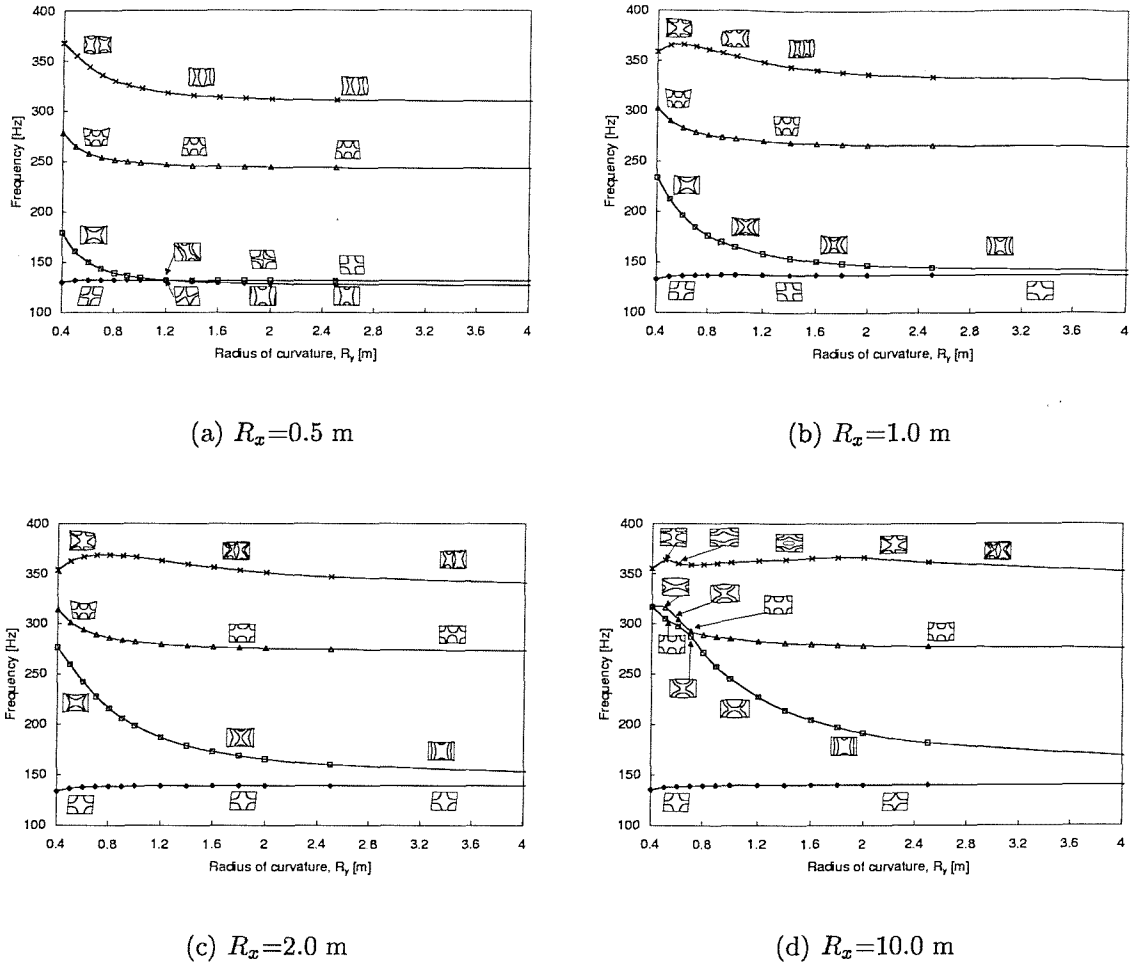 400
350
300
250
200
150
100
Frequency [Hz]
0.4 0.8 1.2 1.6 2 2.4 2.8 3.2 3.6 4
Radius of curvature, R_y [m]
(a) R_x=0.5 m
400
350
300
250
200
150
100
Frequency [Hz]
0.4 0.8 1.2 1.6 2 2.4 2.8 3.2 3.6 4
Radius of curvature, R_y [m]
(b) R_x=1.0 m
400
350
300
250
200
150
100
Frequency [Hz]
0.4 0.8 1.2 1.6 2 2.4 2.8 3.2 3.6 4
Radius of curvature, R_y [m]
(c) R_x=2.0 m
400
350
300
250
200
150
100
Frequency [Hz]
0.4 0.8 1.2 1.6 2 2.4 2.8 3.2 3.6 4
Radius of curvature, R_y [m]
(d) R_x=10.0 m